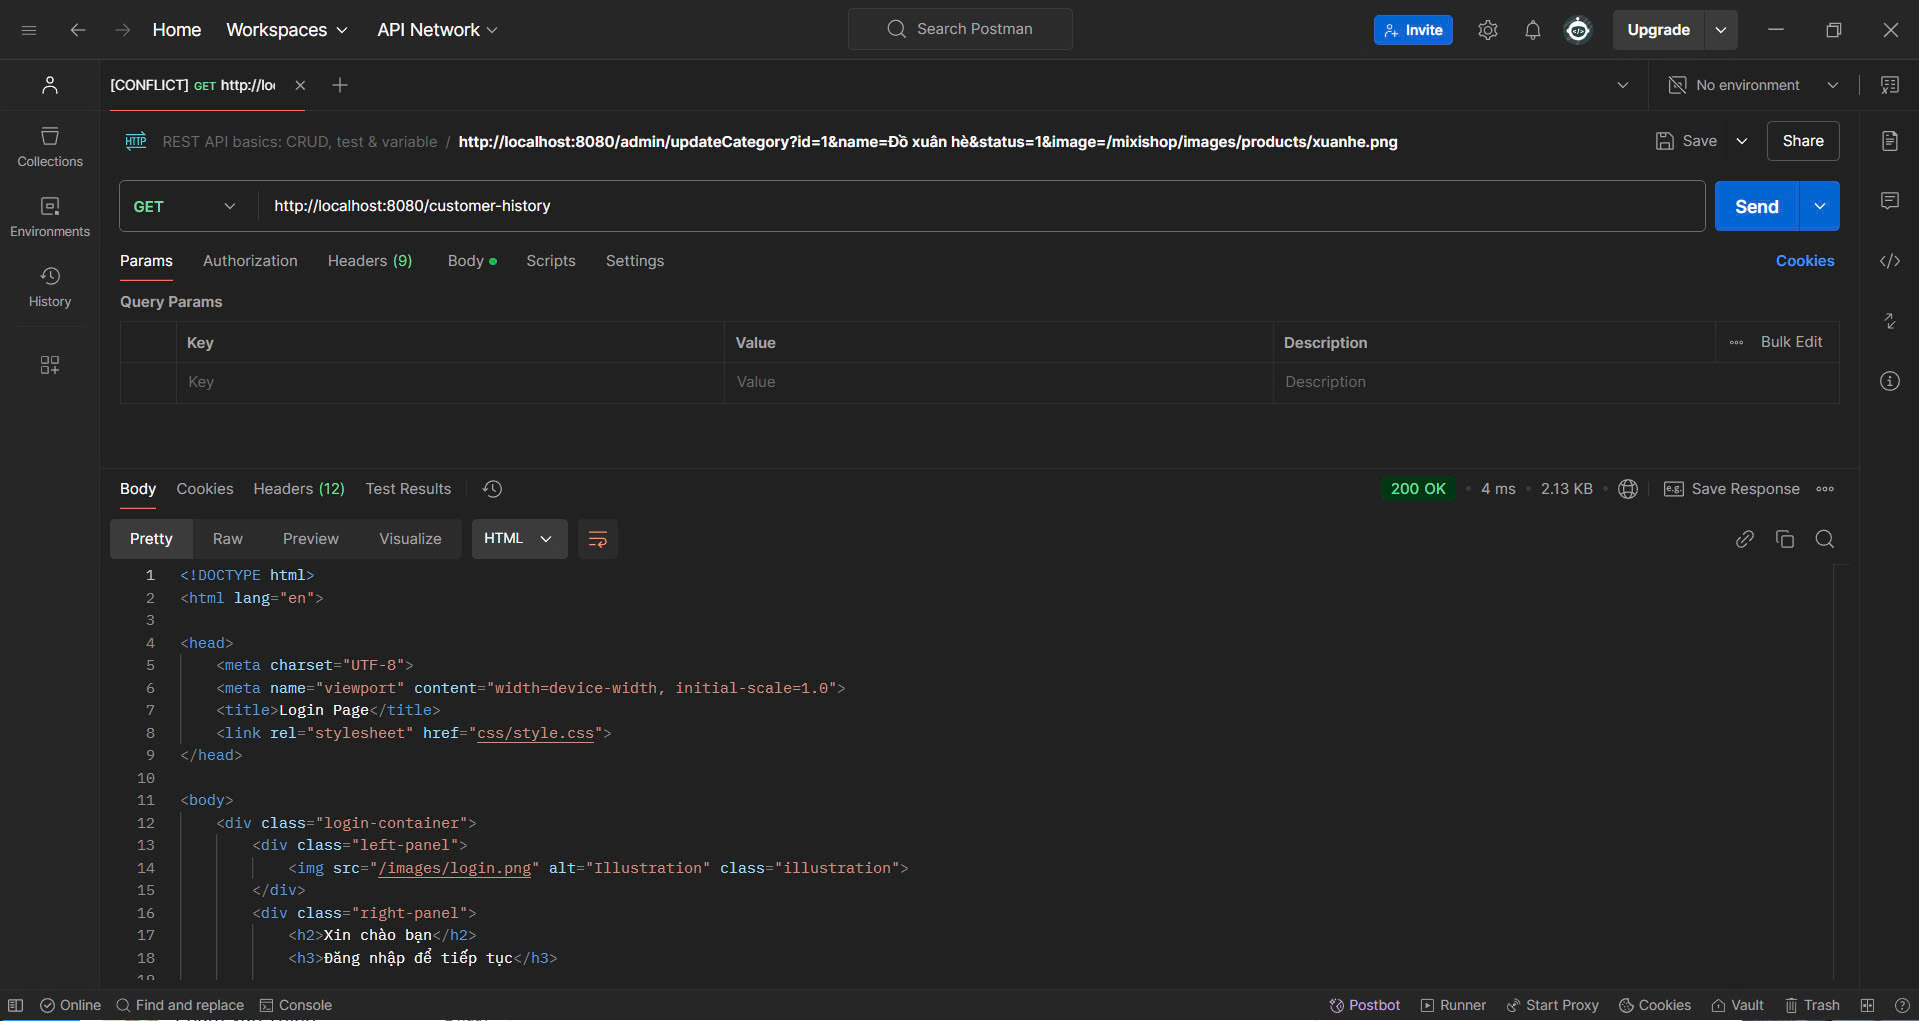 Home Workspaces API Network Search Postman Invite Upgrade
[CONFLICT] GET http://loc No environment
REST API basics: CRUD, test & variable / http://localhost:8080/admin/updateCategory?id=1&name=Đồ xuân hè&status=1&image=/mixishop/images/products/xuanhe.png Save Share
HTTP
GET http://localhost:8080/customer-history Send
Collections
Environments
History
Params Authorization Headers (9) Body Scripts Settings Cookies
Query Params
Key Value Description Bulk Edit
Key Value Description
Body Cookies Headers (12) Test Results 200 OK 4 ms 2.13 KB e.g. Save Response
Pretty Raw Preview Visualize HTML
1 <!DOCTYPE html>
2 <html lang="en">
3
4 <head>
5 <meta charset="UTF-8">
6 <meta name="viewport" content="width=device-width, initial-scale=1.0">
7 <title>Login Page</title>
8 <link rel="stylesheet" href="css/style.css">
9 </head>
10
11 <body>
12 <div class="login-container">
13 <div class="left-panel">
14 <img src="/images/login.png" alt="Illustration" class="illustration">
15 </div>
16 <div class="right-panel">
17 <h2>Xin chào bạn</h2>
18 <h3>Đăng nhập để tiếp tục</h3>
19
Online Find and replace Console Postbot Runner Start Proxy Cookies Vault Trash